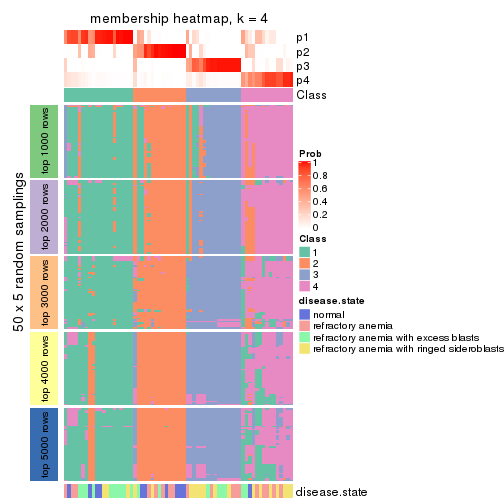 membership heatmap, k = 4
p1
p2
p3
p4
Class
50 x 5 random samplings
top 1000 rows
top 2000 rows
top 3000 rows
top 4000 rows
top 5000 rows
Prob
1
0.8
0.6
0.4
0.2
0
Class
1
2
3
4
disease.state
normal
refractory anemia
refractory anemia with excess blasts
refractory anemia with ringed sideroblasts
disease.state